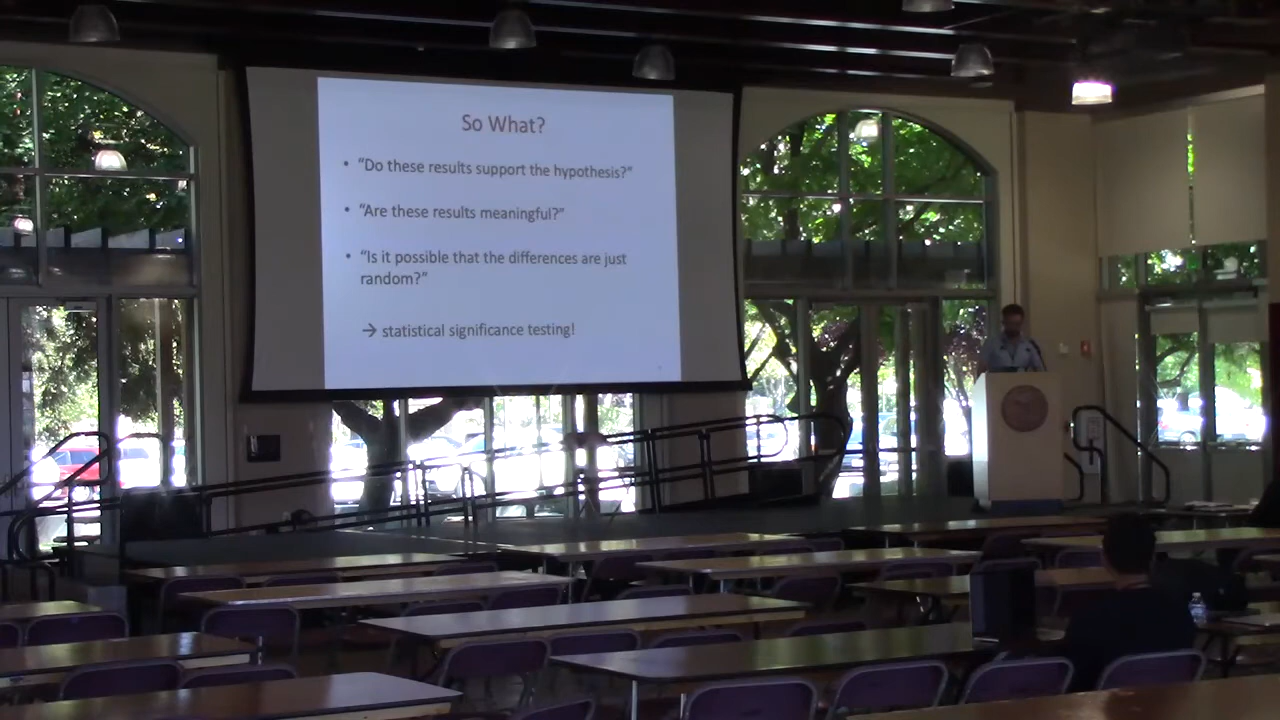 So What?
• “Do these results support the hypothesis?”
• “Are these results meaningful?”
• “Is it possible that the differences are just
random?”
→ statistical significance testing!